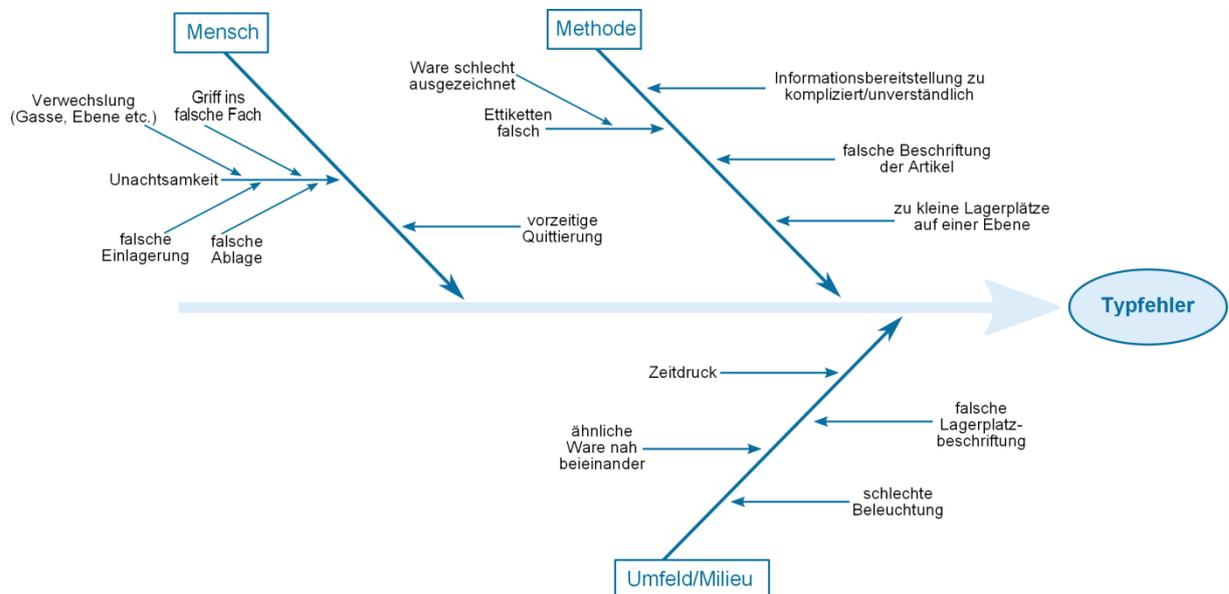 Mensch
Verwechslung
(Gasse, Ebene etc.)
Griff ins
falsche Fach
Unachtsamkeit
falsche
Einlagerung
falsche
Ablage
vorzeitige
Quittierung
Methode
Ware schlecht
ausgezeichnet
Ettiketten
falsch
Informationsbereitstellung zu
kompliziert/unverständlich
falsche Beschriftung
der Artikel
zu kleine Lagerplätze
auf einer Ebene
Typfehler
Zeitdruck
falsche
Lagerplatz-
beschriftung
ähnliche
Ware nah
beieinander
schlechte
Beleuchtung
Umfeld/Milieu